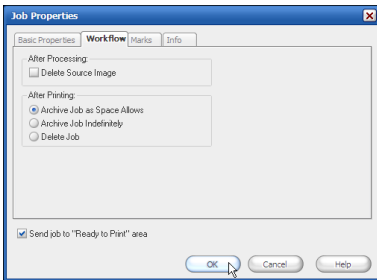 Job Properties
Basic Properties Workflow Marks Info
After Processing:
Delete Source Image
After Printing:
Archive Job as Space Allows
Archive Job Indefinitely
Delete Job
Send job to "Ready to Print" area
OK Cancel Help